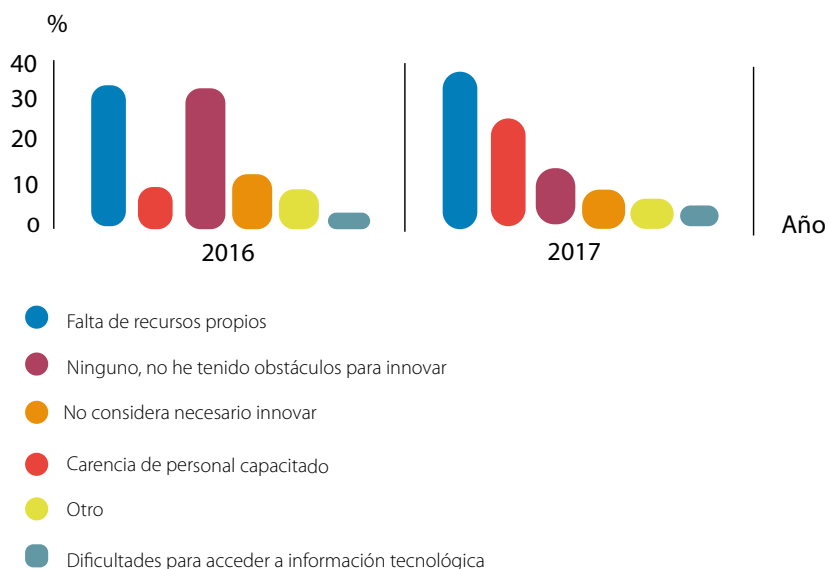 %
40
30
20
10
0
2016
2017
Año
Falta de recursos propios
Ninguno, no he tenido obstáculos para innovar
No considera necesario innovar
Carencia de personal capacitado
Otro
Dificultades para acceder a información tecnológica